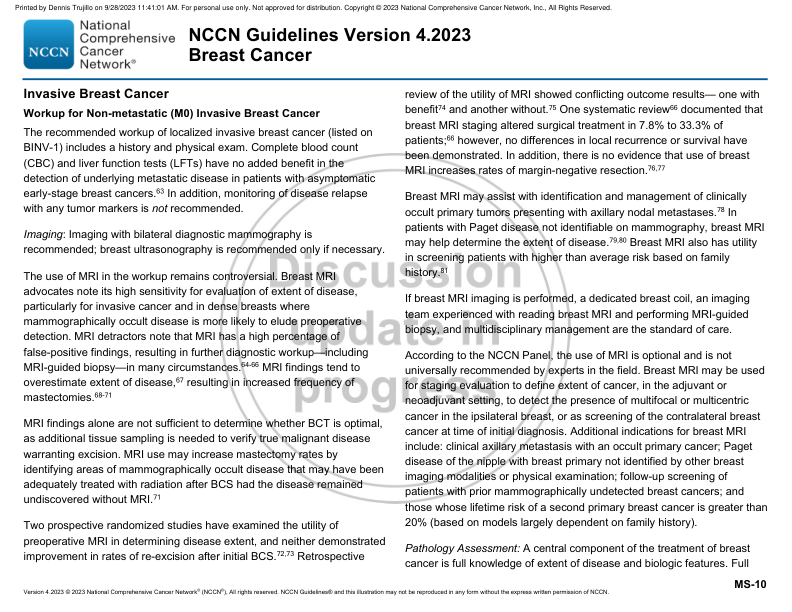 Printed by Dennis Trujillo on 9/28/2023 11:41:01 AM. For personal use only. Not approved for distribution. Copyright © 2023 National Comprehensive Cancer Network, Inc., All Rights Reserved.
NCCN
National
Comprehensive
Cancer
Network®
NCCN Guidelines Version 4.2023
Breast Cancer
Invasive Breast Cancer
Workup for Non-metastatic (M0) Invasive Breast Cancer
The recommended workup of localized invasive breast cancer (listed on
BINV-1) includes a history and physical exam. Complete blood count
(CBC) and liver function tests (LFTs) have no added benefit in the
detection of underlying metastatic disease in patients with asymptomatic
early-stage breast cancers.63 In addition, monitoring of disease relapse
with any tumor markers is not recommended.
Imaging: Imaging with bilateral diagnostic mammography is
recommended; breast ultrasonography is recommended only if necessary.
The use of MRI in the workup remains controversial. Breast MRI
advocates note its high sensitivity for evaluation of extent of disease,
particularly for invasive cancer and in dense breasts where
mammographically occult disease is more likely to elude preoperative
detection. MRI detractors note that MRI has a high percentage of
false-positive findings, resulting in further diagnostic workup—including
MRI-guided biopsy—in many circumstances.64-66 MRI findings tend to
overestimate extent of disease,67 resulting in increased frequency of
mastectomies.68-71
MRI findings alone are not sufficient to determine whether BCT is optimal,
as additional tissue sampling is needed to verify true malignant disease
warranting excision. MRI use may increase mastectomy rates by
identifying areas of mammographically occult disease that may have been
adequately treated with radiation after BCS had the disease remained
undiscovered without MRI.71
Two prospective randomized studies have examined the utility of
preoperative MRI in determining disease extent, and neither demonstrated
improvement in rates of re-excision after initial BCS.72,73 Retrospective
review of the utility of MRI showed conflicting outcome results— one with
benefit74 and another without.75 One systematic review66 documented that
breast MRI staging altered surgical treatment in 7.8% to 33.3% of
patients;66 however, no differences in local recurrence or survival have
been demonstrated. In addition, there is no evidence that use of breast
MRI increases rates of margin-negative resection.76,77
Breast MRI may assist with identification and management of clinically
occult primary tumors presenting with axillary nodal metastases.78 In
patients with Paget disease not identifiable on mammography, breast MRI
may help determine the extent of disease.79,80 Breast MRI also has utility
in screening patients with higher than average risk based on family
history.81
If breast MRI imaging is performed, a dedicated breast coil, an imaging
team experienced with reading breast MRI and performing MRI-guided
biopsy, and multidisciplinary management are the standard of care.
According to the NCCN Panel, the use of MRI is optional and is not
universally recommended by experts in the field. Breast MRI may be used
for staging evaluation to define extent of cancer, in the adjuvant or
neoadjuvant setting, to detect the presence of multifocal or multicentric
cancer in the ipsilateral breast, or as screening of the contralateral breast
cancer at time of initial diagnosis. Additional indications for breast MRI
include: clinical axillary metastasis with an occult primary cancer; Paget
disease of the nipple with breast primary not identified by other breast
imaging modalities or physical examination; follow-up screening of
patients with prior mammographically undetected breast cancers; and
those whose lifetime risk of a second primary breast cancer is greater than
20% (based on models largely dependent on family history).
Pathology Assessment: A central component of the treatment of breast
cancer is full knowledge of extent of disease and biologic features. Full
Discussion
update in
progress
MS-10
Version 4.2023 © 2023 National Comprehensive Cancer Network® (NCCN®), All rights reserved. NCCN Guidelines® and this illustration may not be reproduced in any form without the express written permission of NCCN.